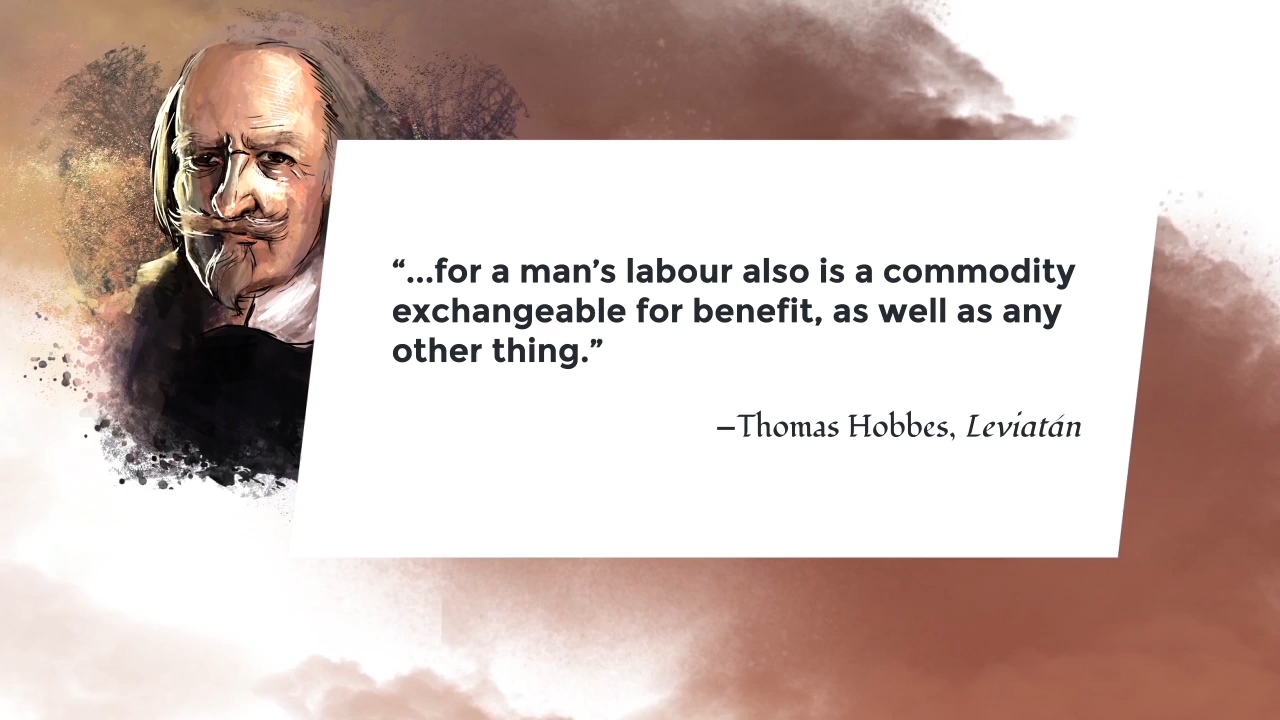 “...for a man’s labour also is a commodity
exchangeable for benefit, as well as any
other thing.”
—Thomas Hobbes, Leviatán